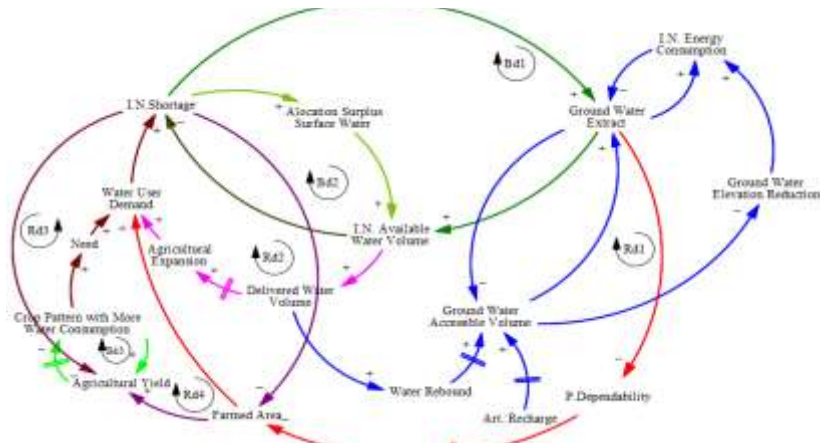 I.N. Energy
Consumption
Bd1
I.N.Shortage
Alocation Surplus
Surface Water
Ground Water
Extract
Bd2
Water User
Demand
Ground Water
Elevation Reduction
Rd3
Need
I.N. Available
Water Volume
Agricultural
Expansion
Rd2
Rd1
Delivered Water
Volume
Crop Pattern with More
Water Consumption
Ground Water
Accessible Volume
Bd3
Agricultural Yield
Rd4
Water Rebound
P.Dependability
Farmed Area_
Art. Recharge